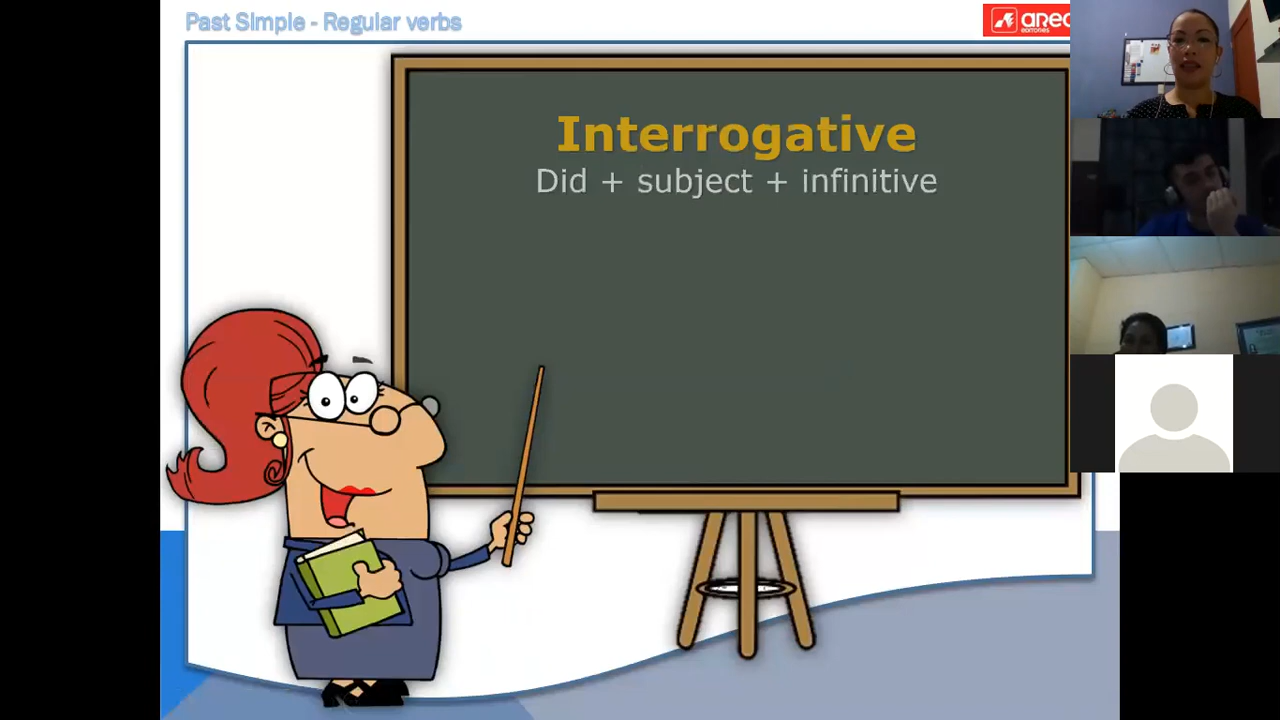 Past Simple - Regular verbs
Interrogative
Did + subject + infinitive